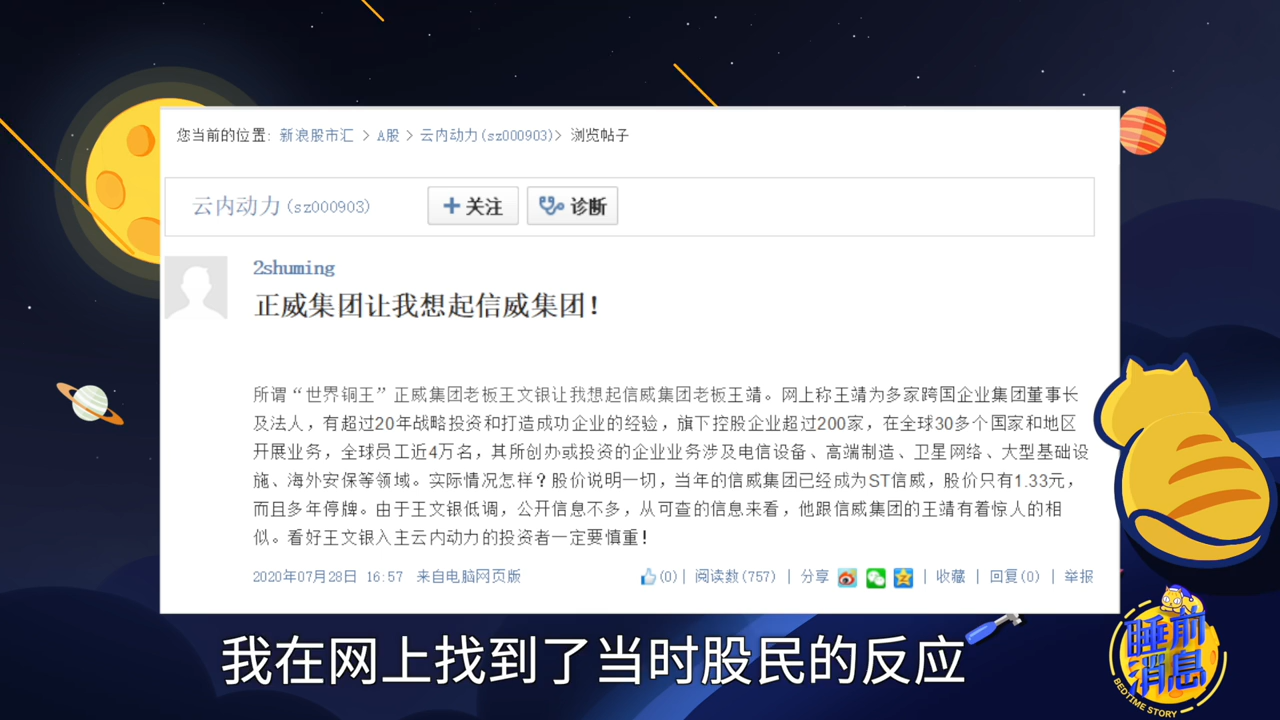 您当前的位置: 新浪股市汇 > A股 > 云内动力(sz000903)> 浏览帖子
云内动力(sz000903)
关注
诊断
2shuming
正威集团让我想起信威集团！
所谓“世界铜王”正威集团老板王文银让我想起信威集团老板王靖。网上称王靖为多家跨国企业集团董事长
及法人，有超过20年战略投资和打造成功企业的经验，旗下控股企业超过200家，在全球30多个国家和地区
开展业务，全球员工近4万名，其所创办或投资的企业业务涉及电信设备、高端制造、卫星网络、大型基础设
施、海外安保等领域。实际情况怎样？股价说明一切，当年的信威集团已经成为ST信威，股价只有1.33元，
而且多年停牌。由于王文银低调，公开信息不多，从可查的信息来看，他跟信威集团的王靖有着惊人的相
似。看好王文银入主云内动力的投资者一定要慎重！
2020年07月28日 16:57 来自电脑网页版
(0)| 阅读数(757) | 分享 | 收藏 | 回复(0) | 举报
我在网上找到了当时股民的反应
睡前
消息
BEDTIME STORY